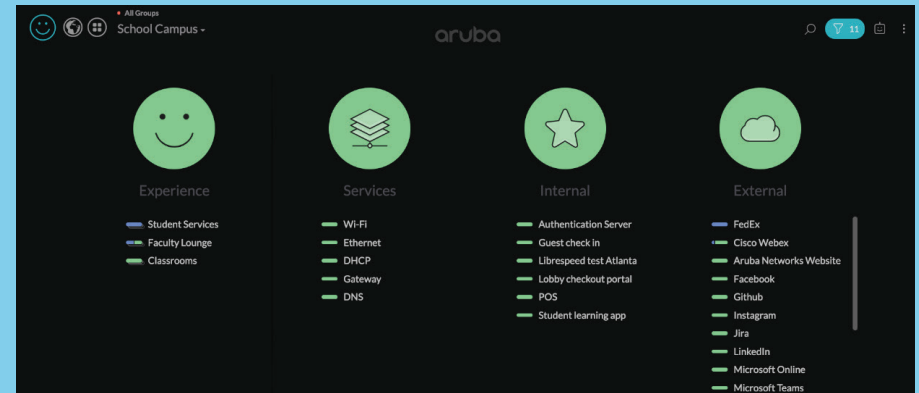 All Groups
School Campus
aruba
11
Experience
Student Services
Faculty Lounge
Classrooms
Services
Wi-Fi
Ethernet
DHCP
Gateway
DNS
Internal
Authentication Server
Guest check in
Librespeed test Atlanta
Lobby checkout portal
POS
Student learning app
External
FedEx
Cisco Webex
Aruba Networks Website
Facebook
Github
Instagram
Jira
LinkedIn
Microsoft Online
Microsoft Teams